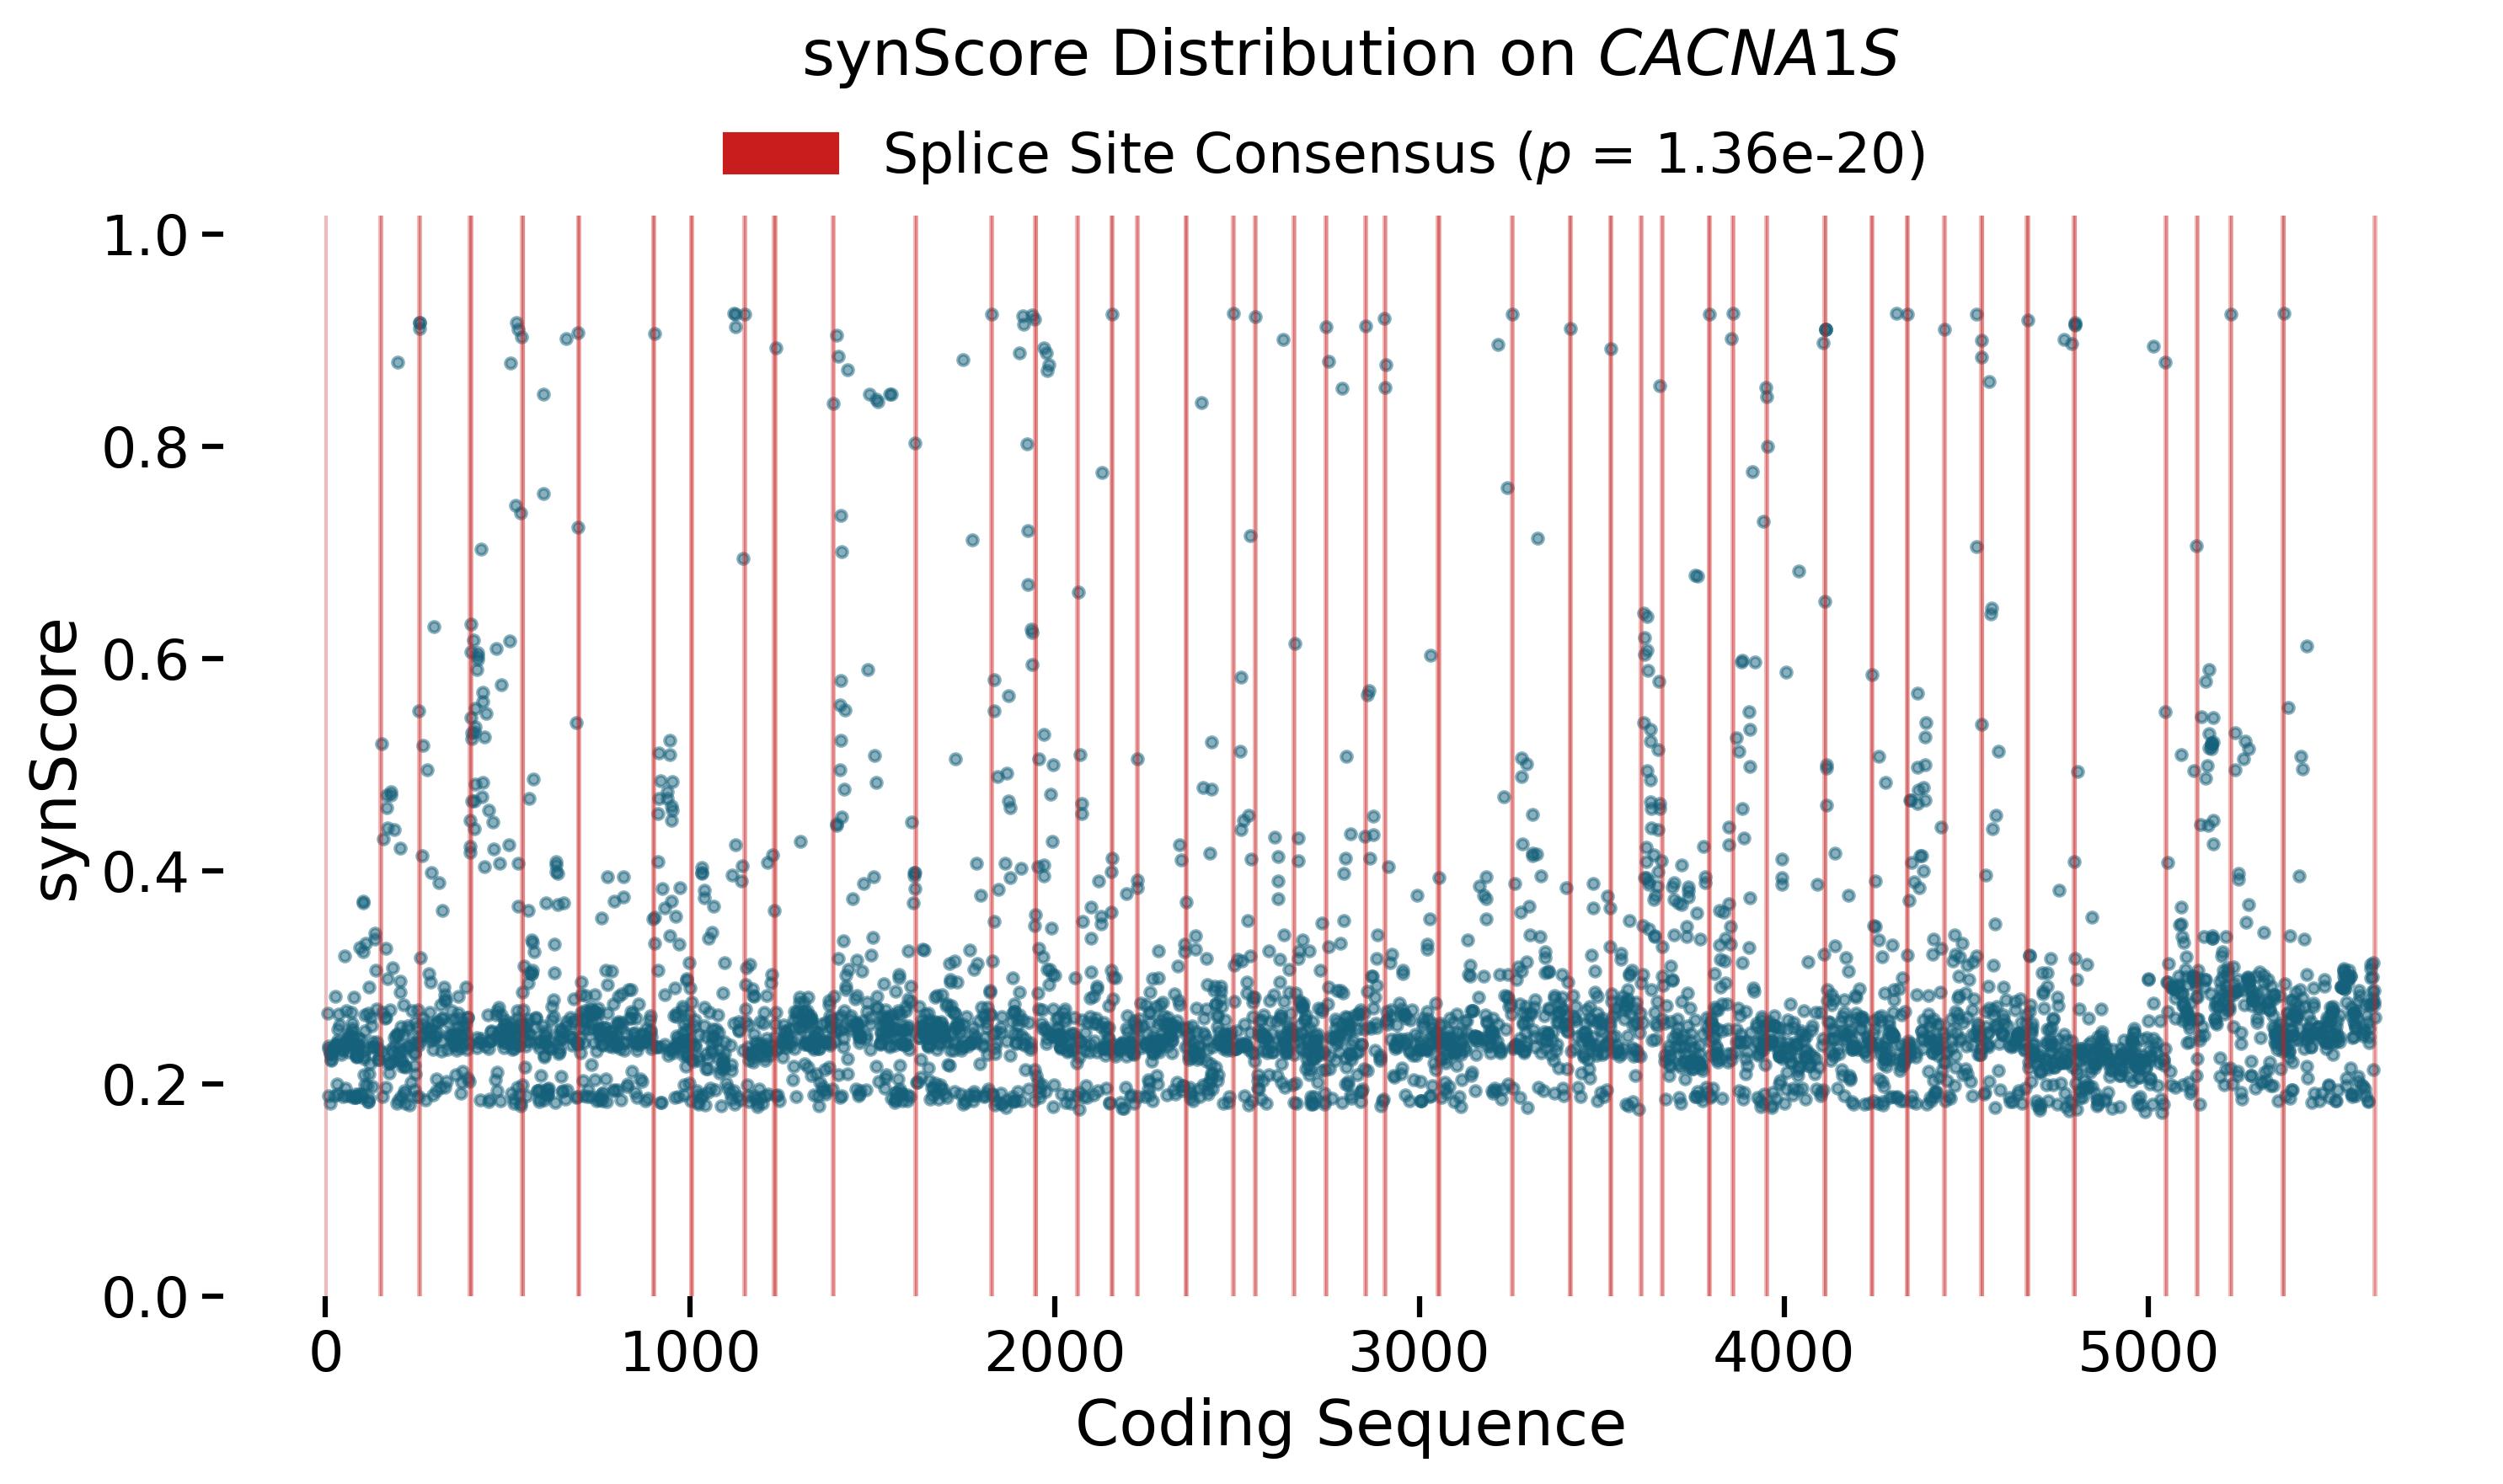 synScore Distribution on CACNA1S
Splice Site Consensus (p = 1.36e-20)
synScore
1.0
0.8
0.6
0.4
0.2
0.0
0 1000 2000 3000 4000 5000
Coding Sequence